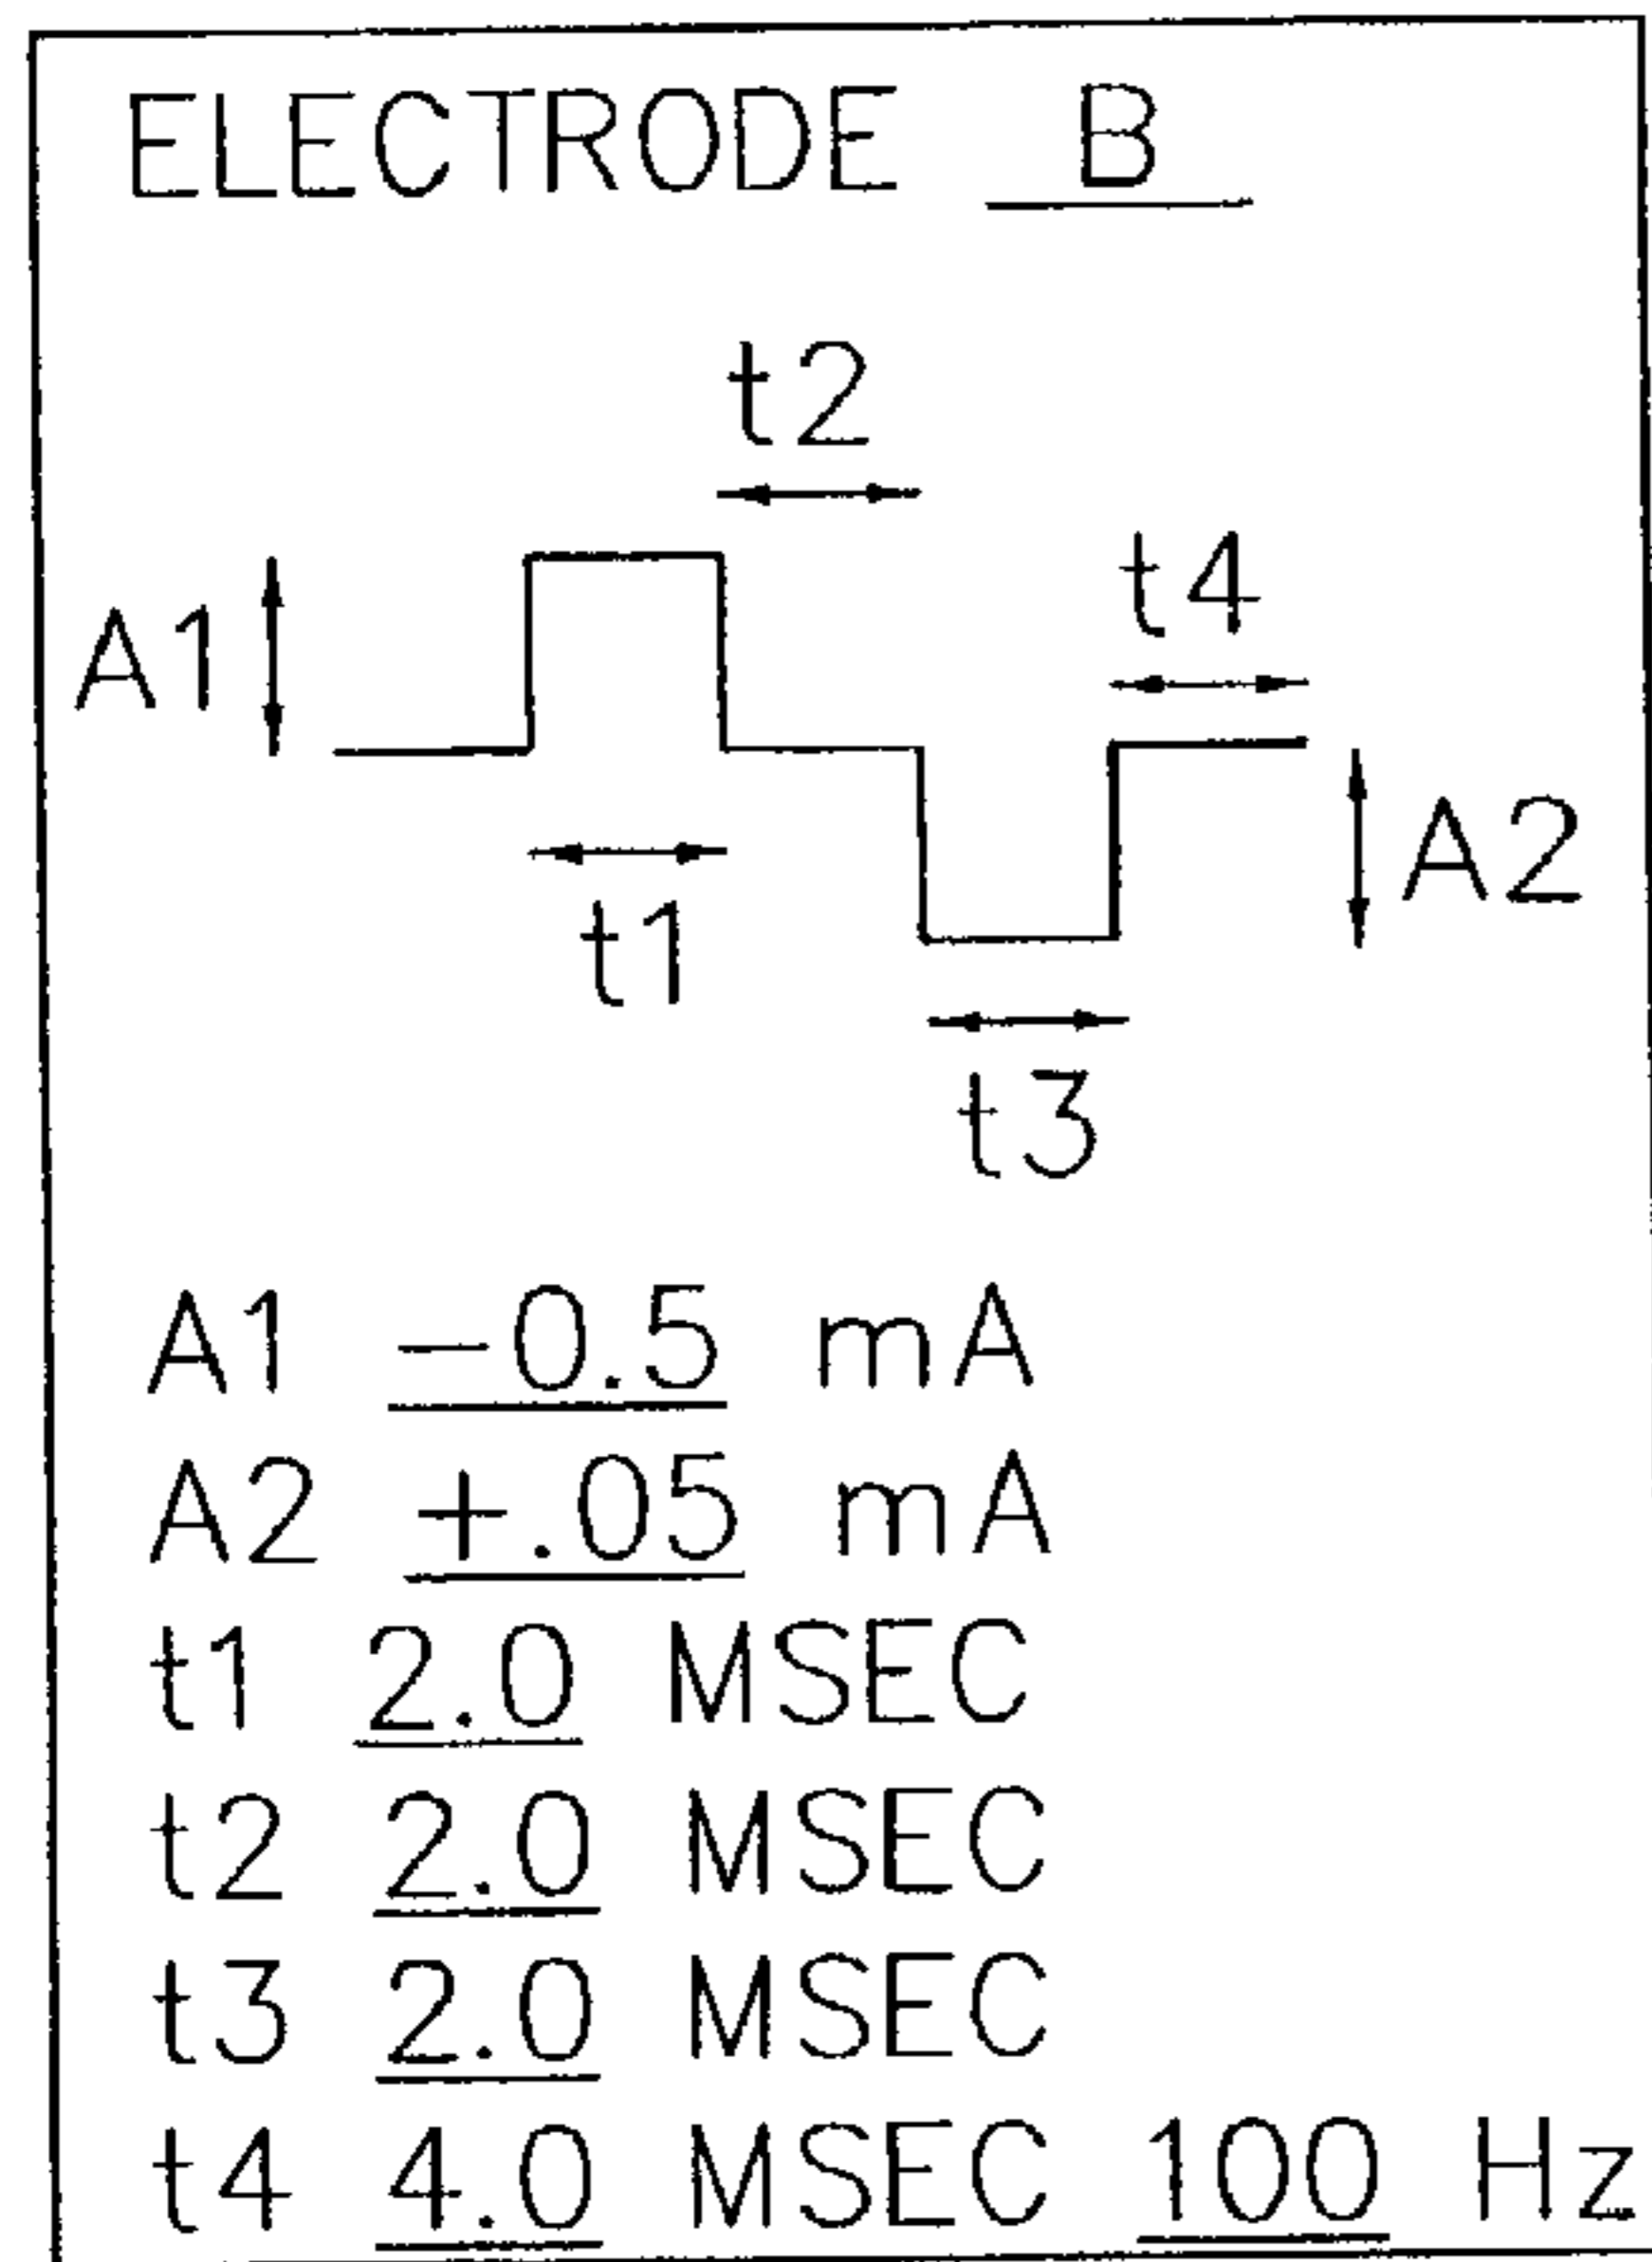 ELECTRODE B
t2
t4
A1
A2
t1
t3
A1 -0.5 mA
A2 +.05 mA
t1 2.0 MSEC
t2 2.0 MSEC
t3 2.0 MSEC
t4 4.0 MSEC 100 Hz